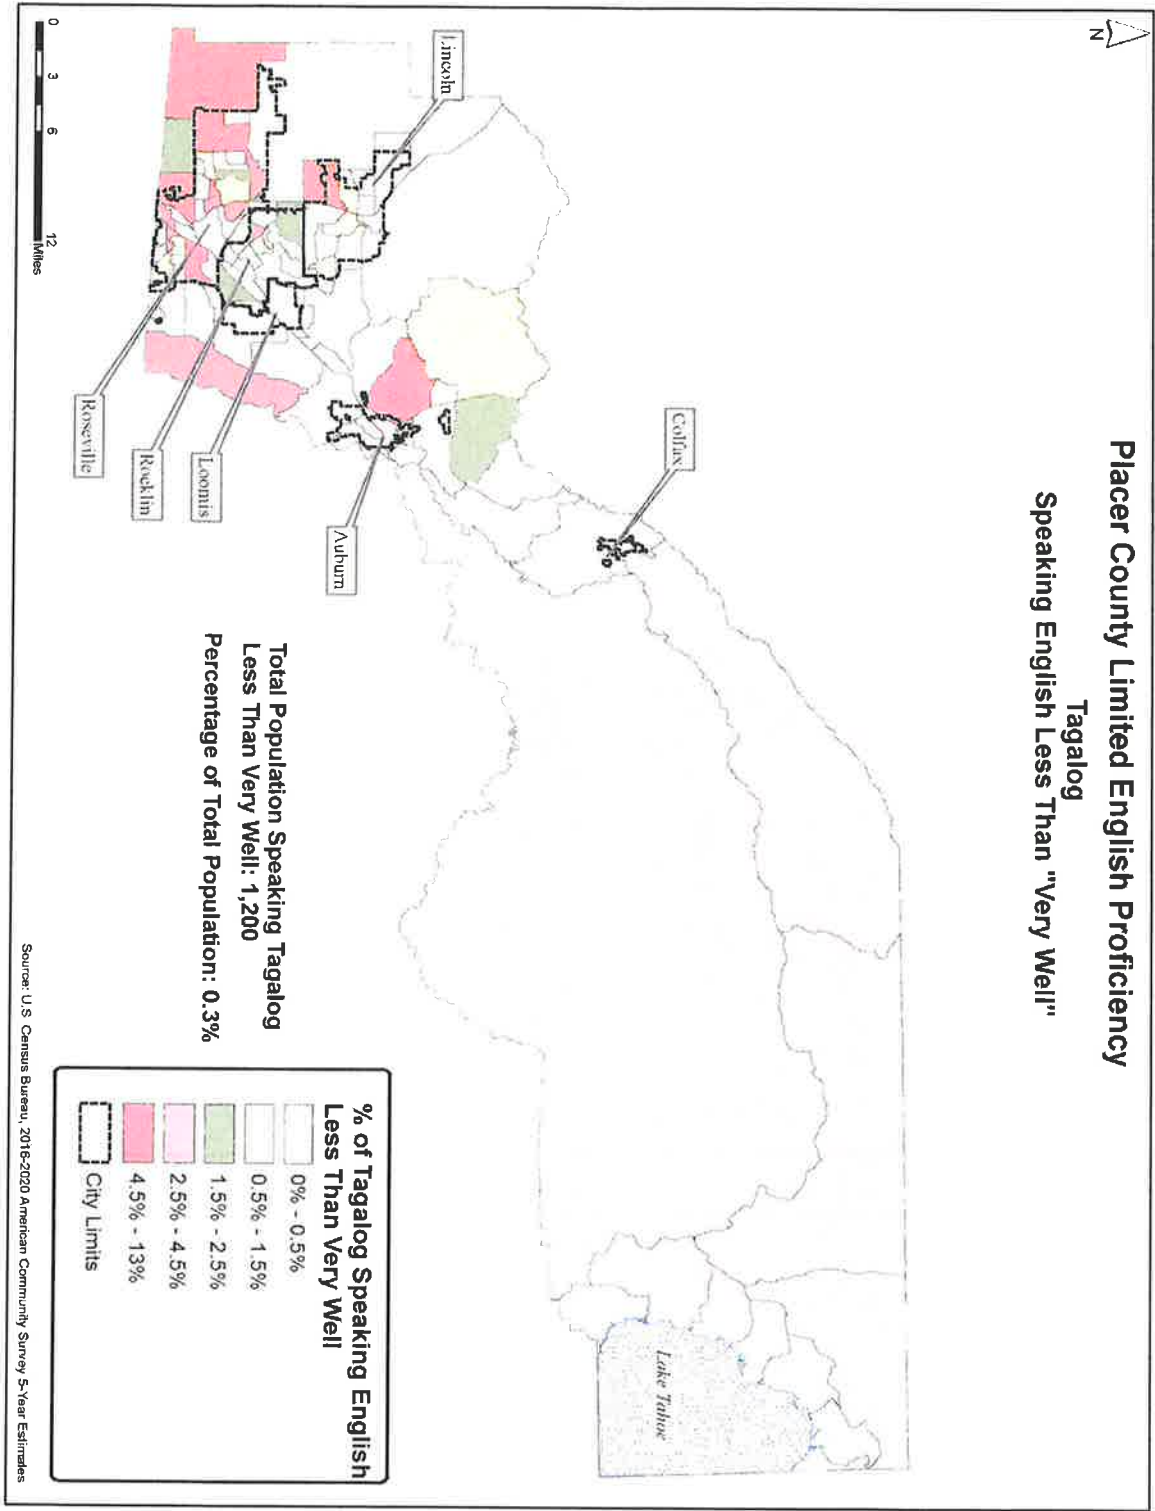 Placer County Limited English Proficiency
Tagalog
Speaking English Less Than "Very Well"
N
Colfax
Lincoln
Auburn
Loomis
Rocklin
Roseville
Lake Tahoe
Total Population Speaking Tagalog
Less Than Very Well: 1,200
Percentage of Total Population: 0.3%
% of Tagalog Speaking English
Less Than Very Well
0% - 0.5%
0.5% - 1.5%
1.5% - 2.5%
2.5% - 4.5%
4.5% - 13%
City Limits
0 3 6 12
Miles
Source: U.S. Census Bureau, 2016-2020 American Community Survey 5-Year Estimates